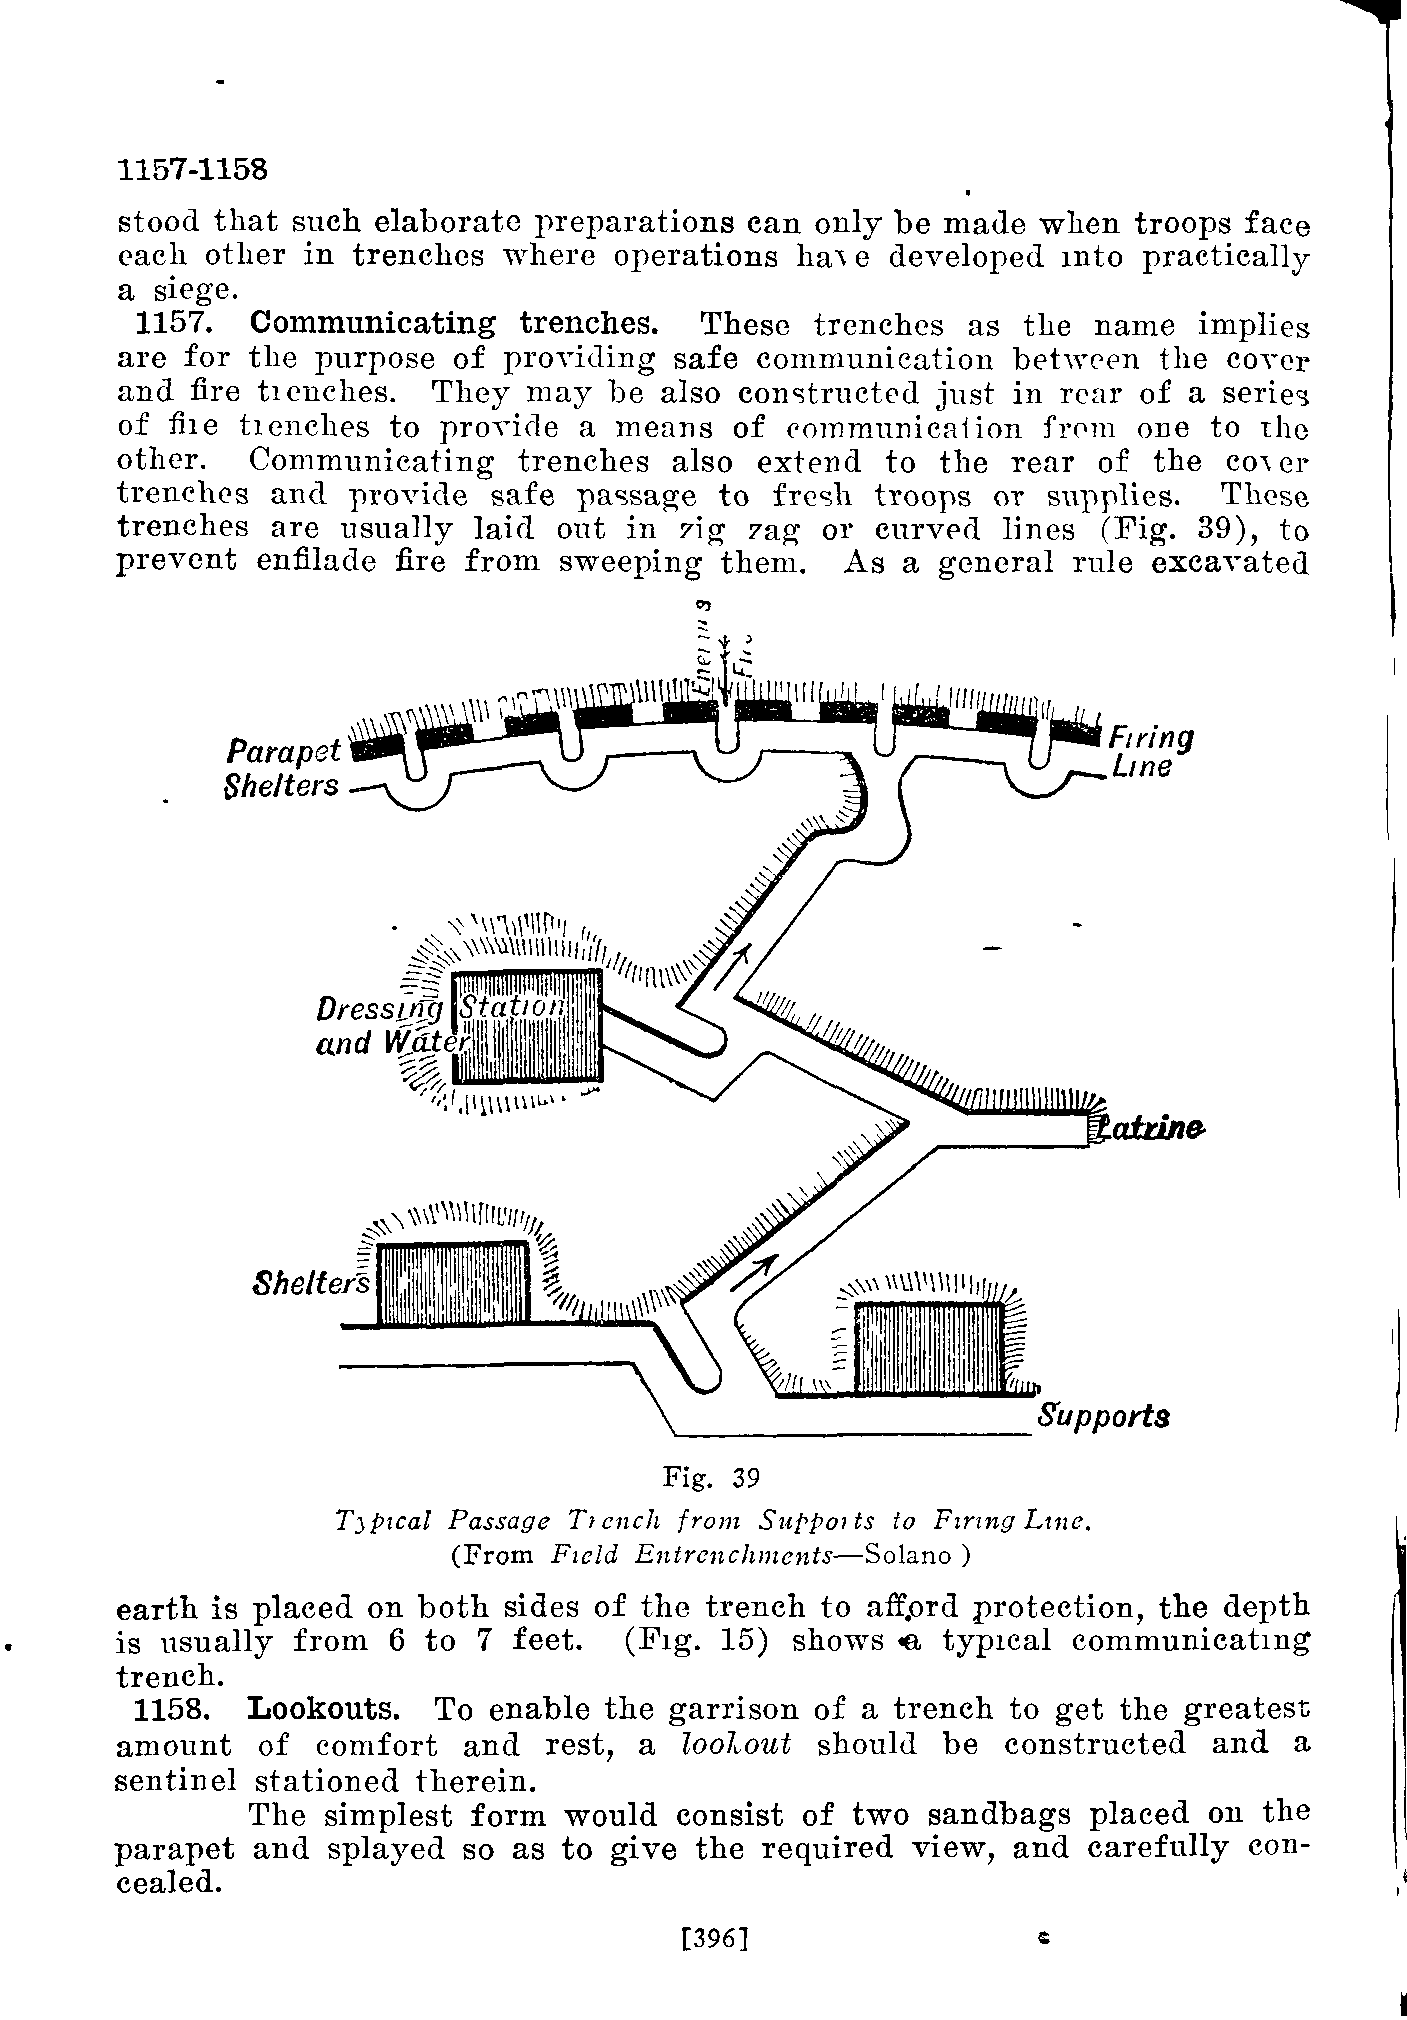 1157-1158
stood that such elaborate preparations can only be made when troops face
each other in trenches where operations have developed into practically
a siege.
1157. Communicating trenches. These trenches as the name implies
are for the purpose of providing safe communication between the cover
and fire trenches. They may be also constructed just in rear of a series
of fire trenches to provide a means of communication from one to the
other. Communicating trenches also extend to the rear of the cover
trenches and provide safe passage to fresh troops or supplies. These
trenches are usually laid out in zig zag or curved lines (Fig. 39), to
prevent enfilade fire from sweeping them. As a general rule excavated
Parapet
Shelters
Firing
Line
Dressing Station
and Water
Latrine
Shelters
Supports
Fig. 39
Typical Passage Trench from Supports to Firing Line.
(From Field Entrenchments—Solano )
earth is placed on both sides of the trench to afford protection, the depth
is usually from 6 to 7 feet. (Fig. 15) shows a typical communicating
trench.
1158. Lookouts. To enable the garrison of a trench to get the greatest
amount of comfort and rest, a lookout should be constructed and a
sentinel stationed therein.
The simplest form would consist of two sandbags placed on the
parapet and splayed so as to give the required view, and carefully con-
cealed.
[396]